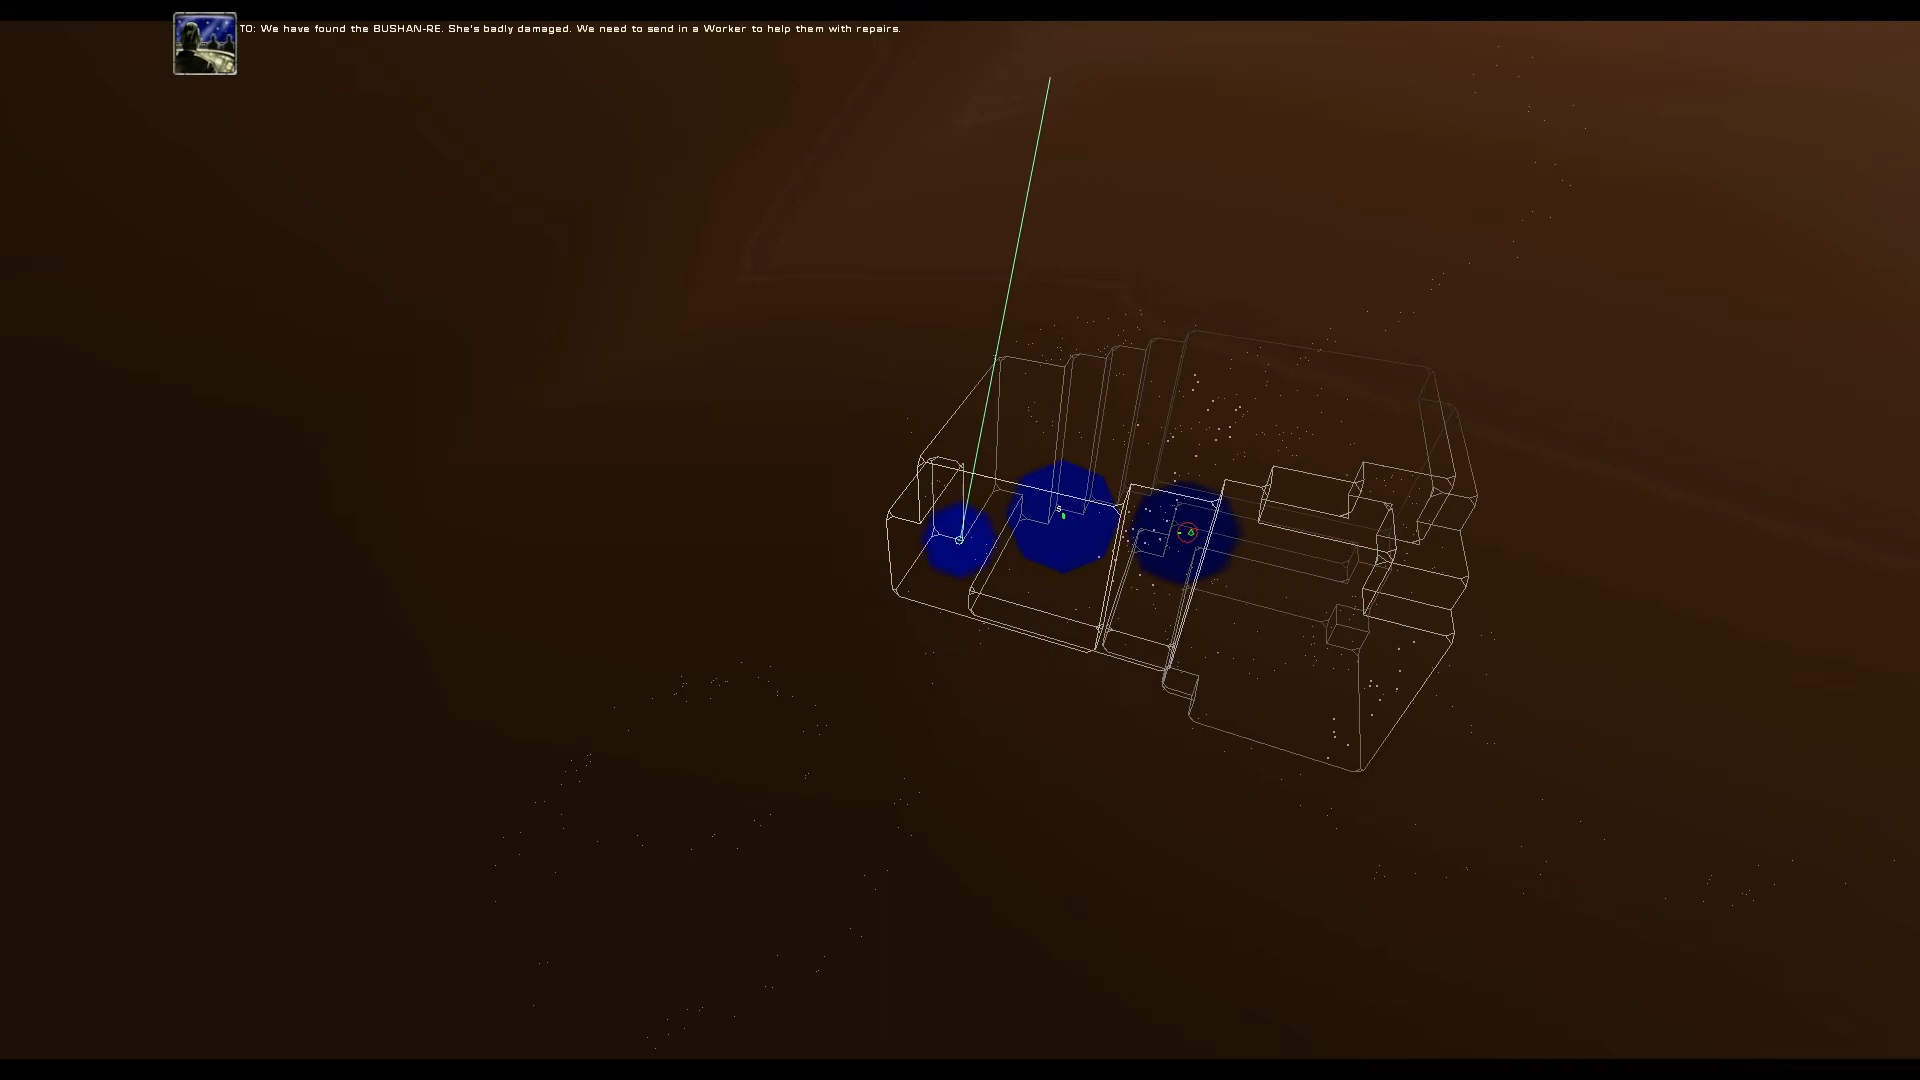 TO: We have found the BUSHAN-RE. She's badly damaged. We need to send in a Worker to help them with repairs.
S